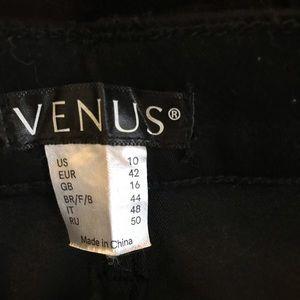 VENUS®
US 10
EUR 42
GB 16
BR/F/B 44
IT 48
RU 50
Made in China